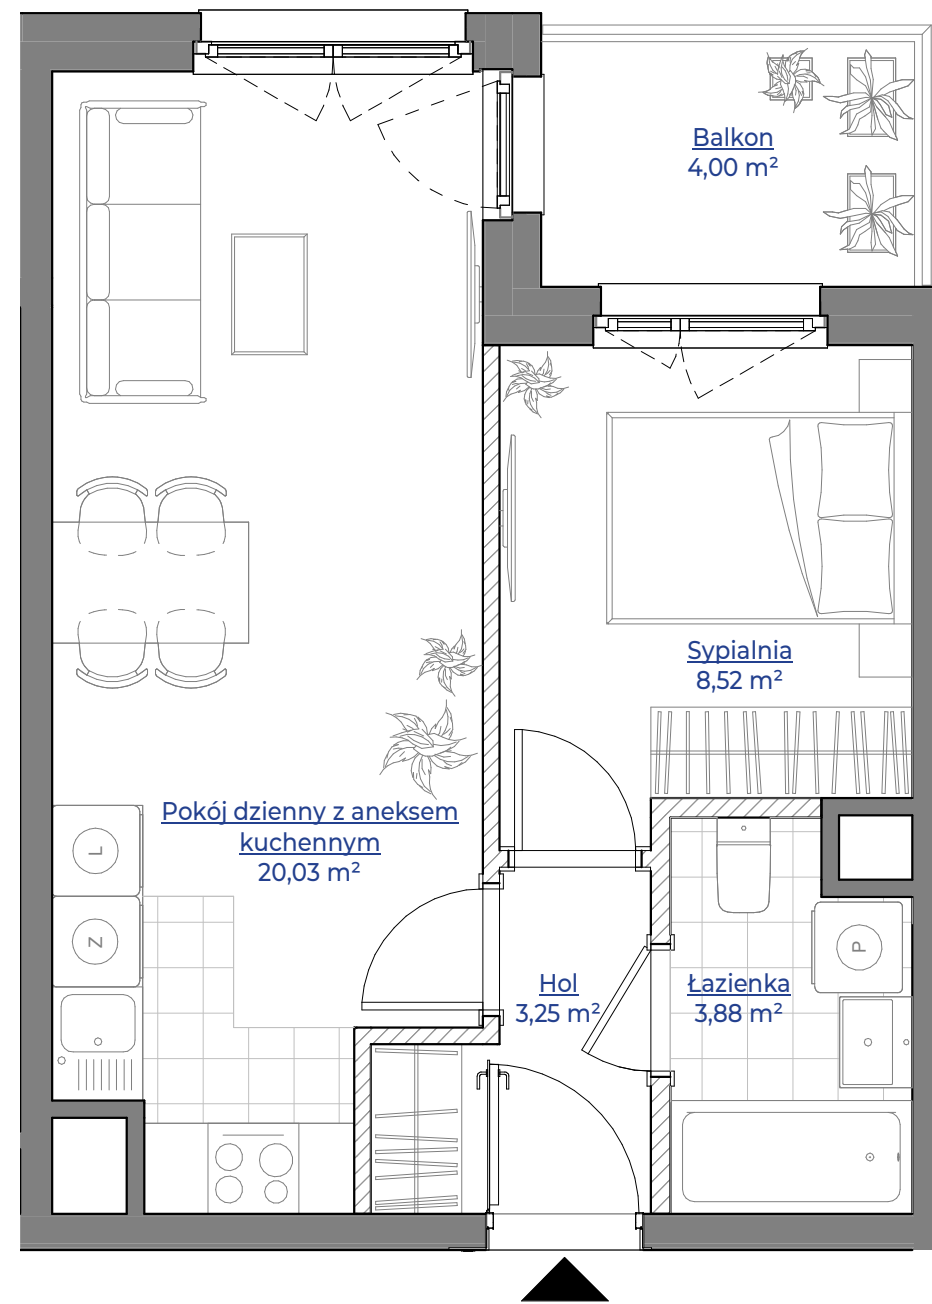 Balkon
4,00 m²
Sypialnia
8,52 m²
Pokój dzienny z aneksem
kuchennym
20,03 m²
L
Z
P
Hol
3,25 m²
Łazienka
3,88 m²